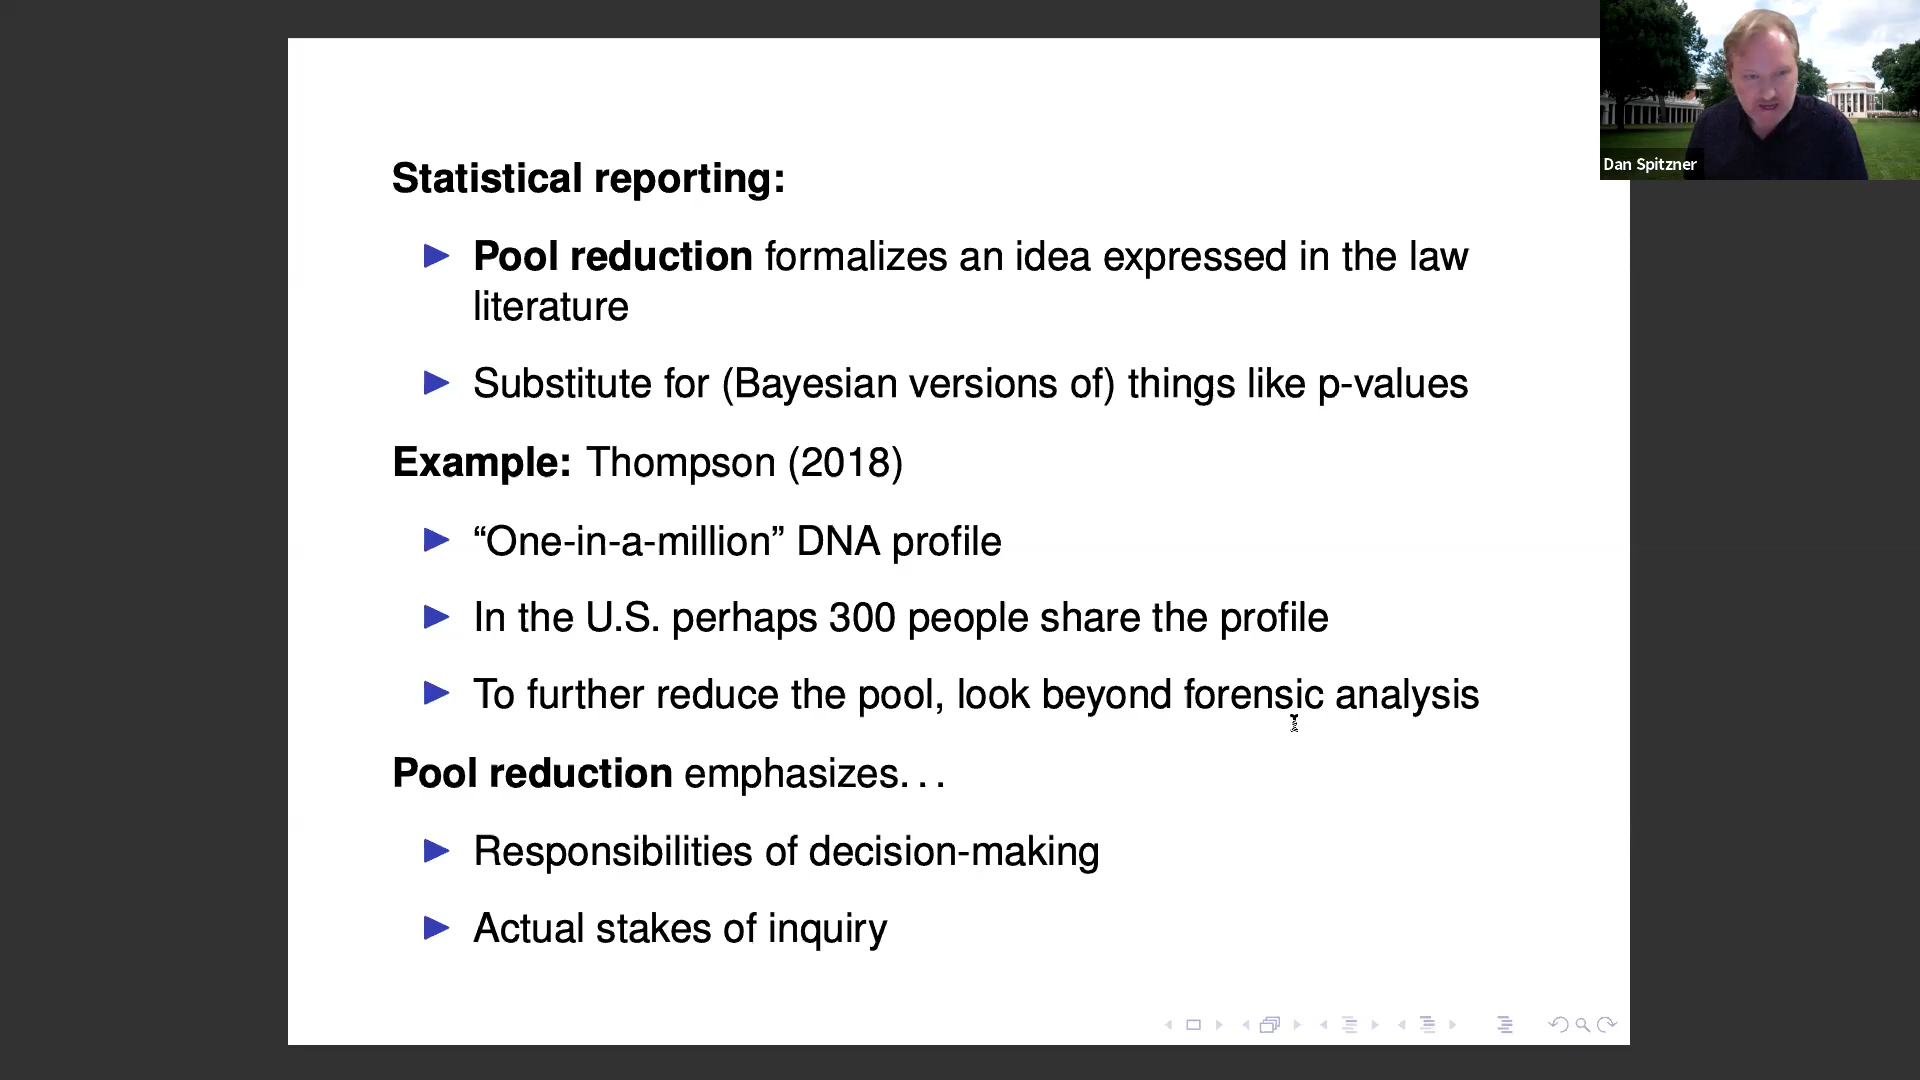 Statistical reporting:
Pool reduction formalizes an idea expressed in the law
literature
Substitute for (Bayesian versions of) things like p-values
Example: Thompson (2018)
“One-in-a-million” DNA profile
In the U.S. perhaps 300 people share the profile
To further reduce the pool, look beyond forensic analysis
Pool reduction emphasizes. . .
Responsibilities of decision-making
Actual stakes of inquiry
Dan Spitzner